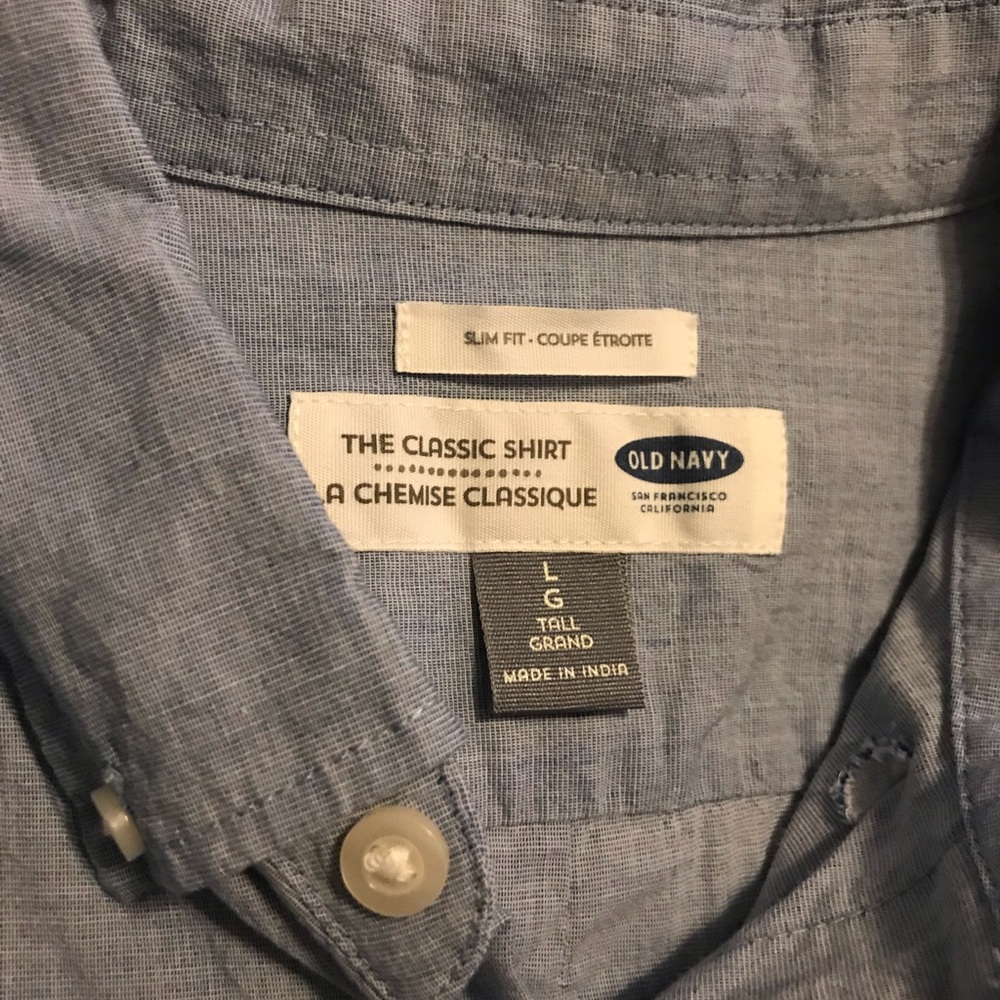 SLIM FIT • COUPE ÉTROITE
THE CLASSIC SHIRT
A CHEMISE CLASSIQUE
OLD NAVY
SAN FRANCISCO
CALIFORNIA
L
G
TALL
GRAND
MADE IN INDIA